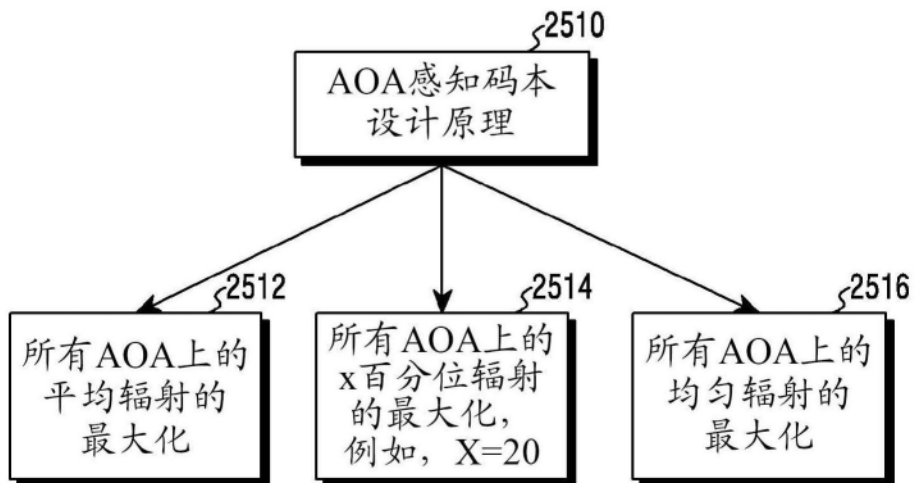 2510
AOA感知码本
设计原理
2512
所有AOA上的
平均辐射的
最大化
2514
所有AOA上的
x百分位辐射
的最大化，
例如，X=20
2516
所有AOA上的
均匀辐射的
最大化